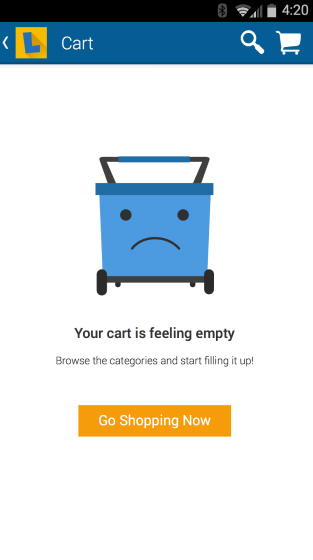 4:20
L
Cart
Your cart is feeling empty
Browse the categories and start filling it up!
Go Shopping Now